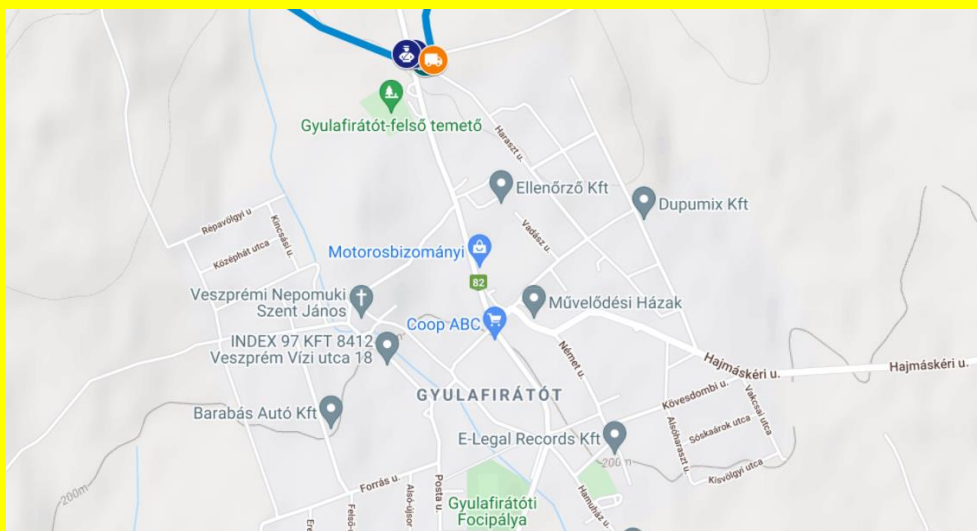 Gyulafirátót-felső temető
Haraszt u.
Ellenőrző Kft
Dupumix Kft
Répavölgyi u
Kincsási u.
Vadász u.
Középhát utca
Motorosbizományi
82
Veszprémi Nepomuki
Szent János
Művelődési Házak
Coop ABC
INDEX 97 KFT 8412
Veszprém Vízi utca 18
Német u.
Hajmáskéri u.
Hajmáskéri u.
GYULAFIRÁTÓT
Kövesdombi u.
Vakcsai utca
Barabás Autó Kft
Alsóharaszt u.
Sóskaárok utca
E-Legal Records Kft
200m
Kisvölgyi utca
200m
Forrás u.
Posta u.
Alsó-újsor
Felső-
Ere
Gyulafirátóti
Focipálya
Hamuház u.